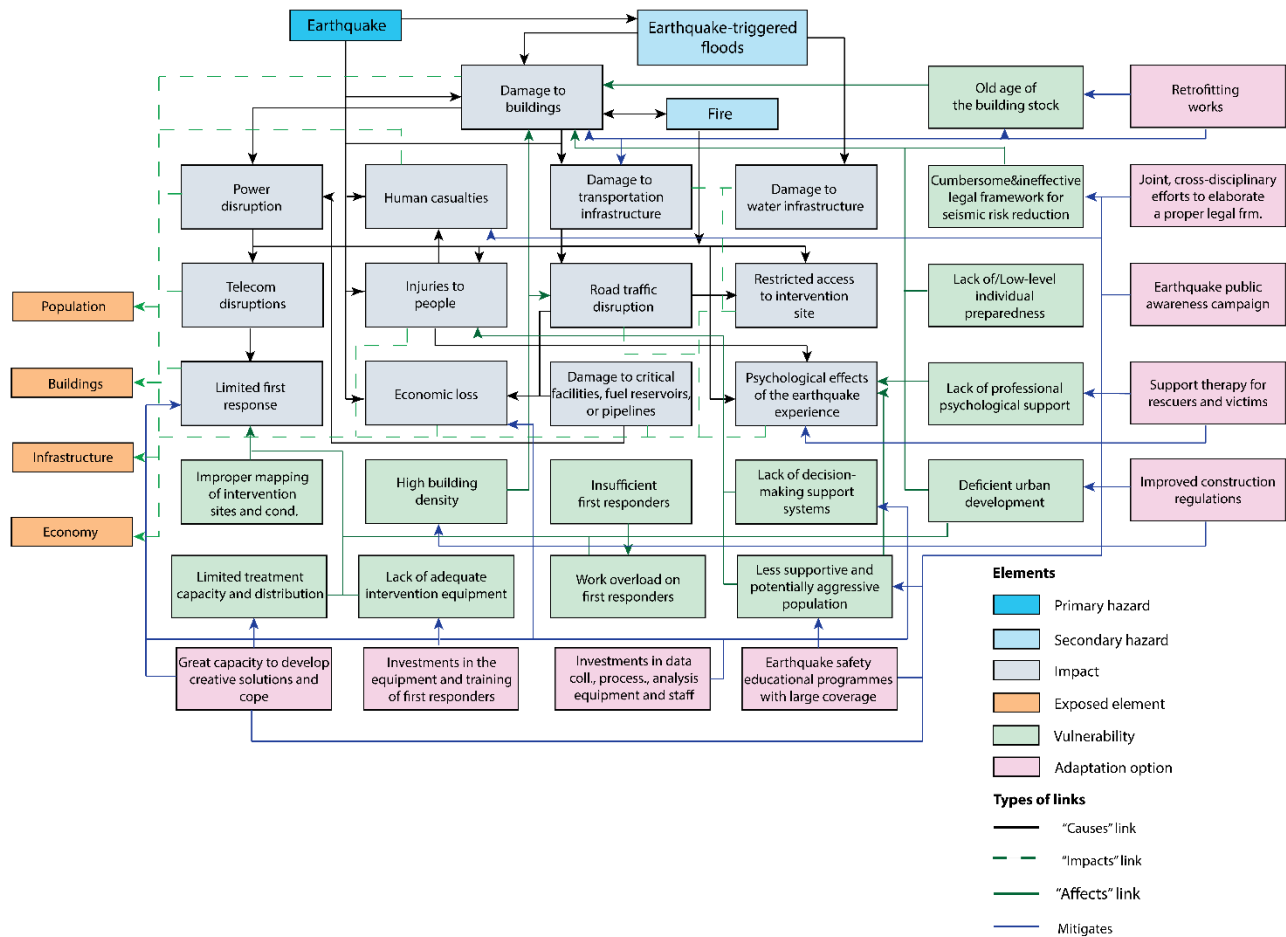 Earthquake
Earthquake-triggered
floods
Damage to
buildings
Fire
Old age of
the building stock
Retrofitting
works
Power
disruption
Human casualties
Damage to
transportation
infrastructure
Damage to
water infrastructure
Cumbersome&ineffective
legal framework for
seismic risk reduction
Joint, cross-disciplinary
efforts to elaborate
a proper legal frm.
Telecom
disruptions
Injuries to
people
Road traffic
disruption
Restricted access
to intervention
site
Lack of/Low-level
individual
preparedness
Earthquake public
awareness campaign
Population
Buildings
Infrastructure
Economy
Limited first
response
Economic loss
Damage to critical
facilities, fuel reservoirs,
or pipelines
Psychological effects
of the earthquake
experience
Lack of professional
psychological support
Support therapy for
rescuers and victims
Improper mapping
of intervention
sites and cond.
High building
density
Insufficient
first responders
Lack of decision-
making support
systems
Deficient urban
development
Improved construction
regulations
Limited treatment
capacity and distribution
Lack of adequate
intervention equipment
Work overload on
first responders
Less supportive and
potentially aggressive
population
Great capacity to develop
creative solutions and
cope
Investments in the
equipment and training
of first responders
Investments in data
coll., process., analysis
equipment and staff
Earthquake safety
educational programmes
with large coverage
Elements
Primary hazard
Secondary hazard
Impact
Exposed element
Vulnerability
Adaptation option
Types of links
"Causes" link
"Impacts" link
"Affects" link
Mitigates